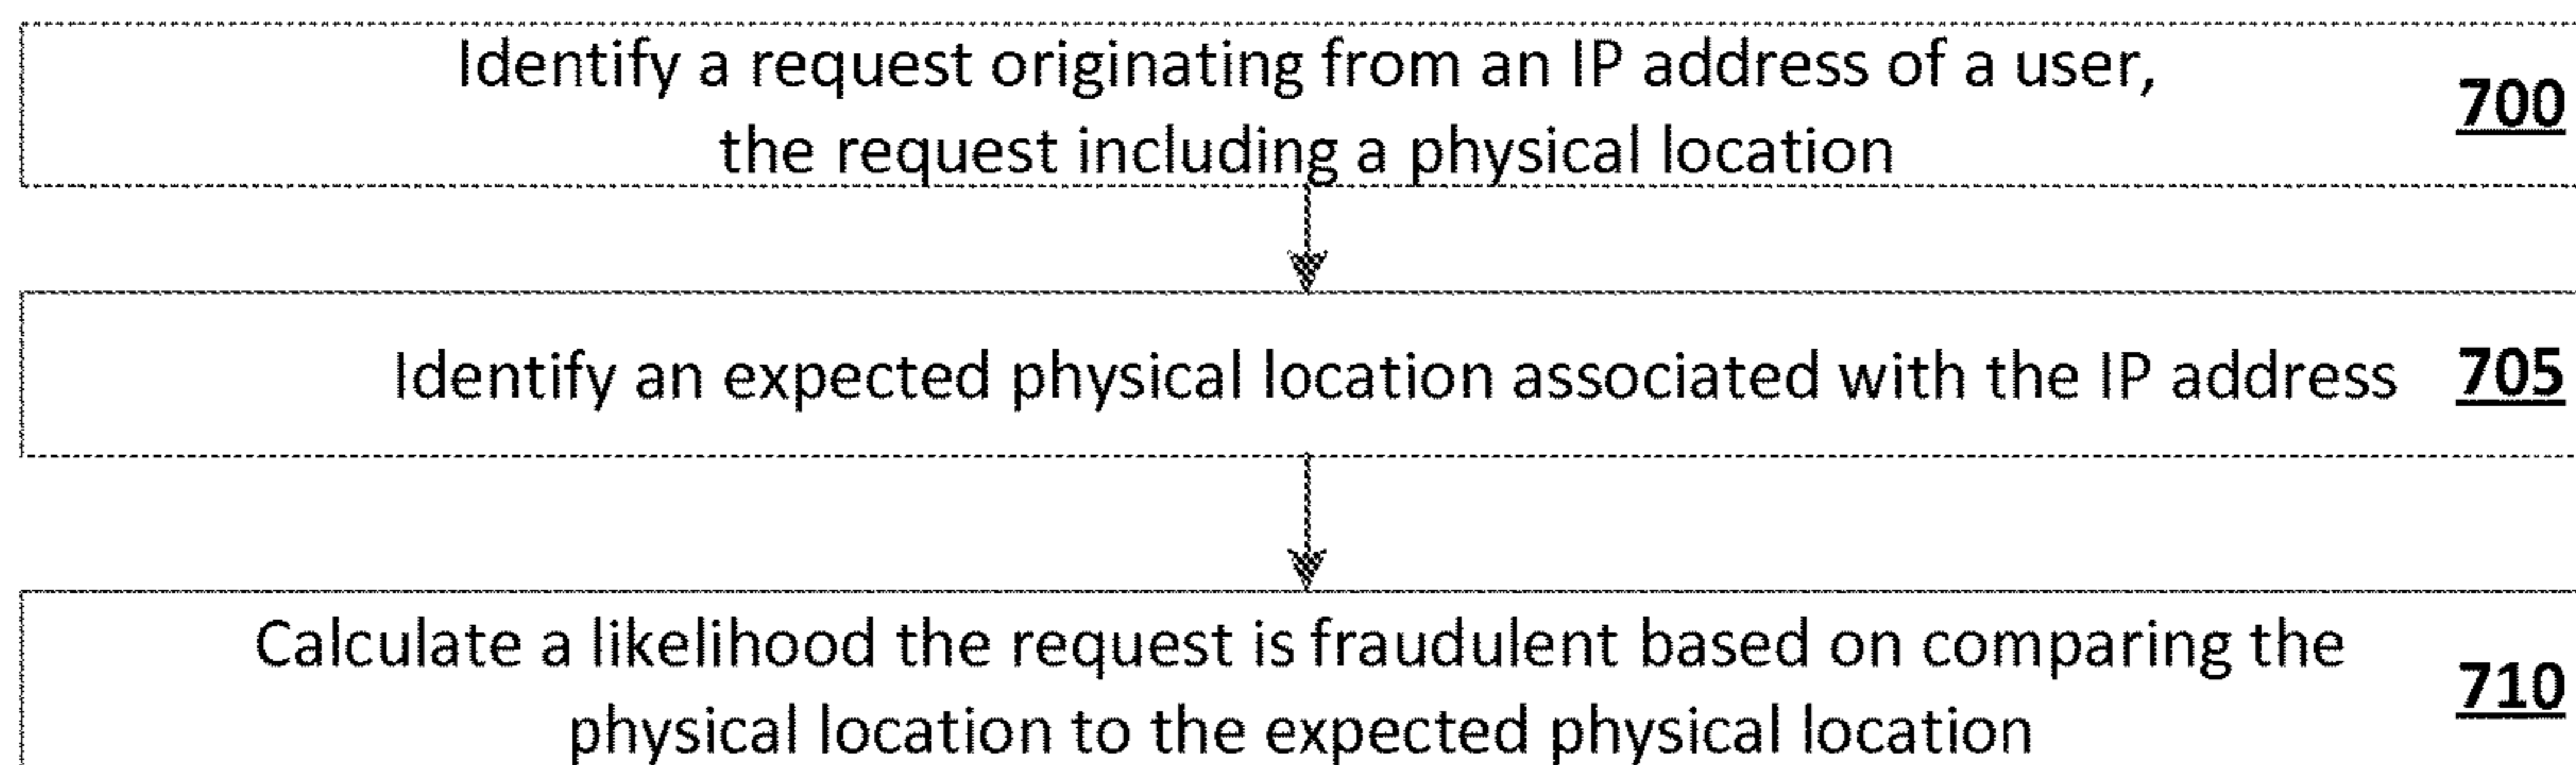 Identify a request originating from an IP address of a user,
the request including a physical location
700
Identify an expected physical location associated with the IP address 705
Calculate a likelihood the request is fraudulent based on comparing the
physical location to the expected physical location
710